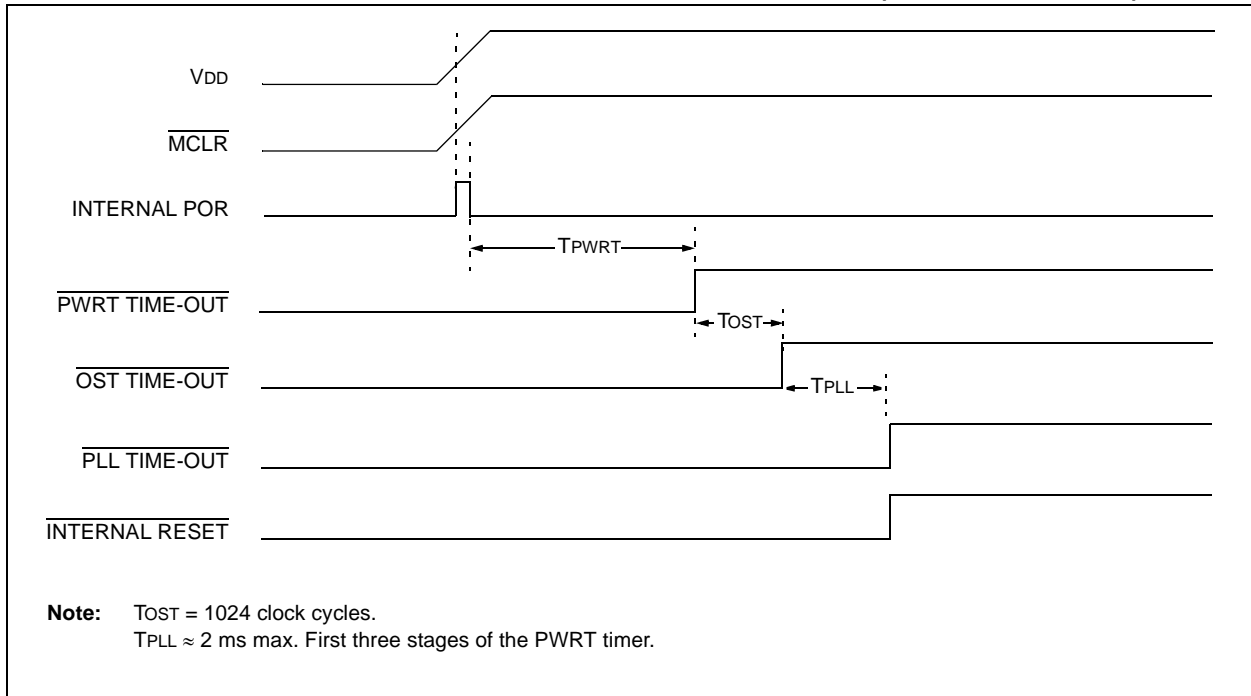 VDD
MCLR
INTERNAL POR
TPWRT
PWRT TIME-OUT
TOST
OST TIME-OUT
TPLL
PLL TIME-OUT
INTERNAL RESET
Note: TOST = 1024 clock cycles.
TPLL ≈ 2 ms max. First three stages of the PWRT timer.